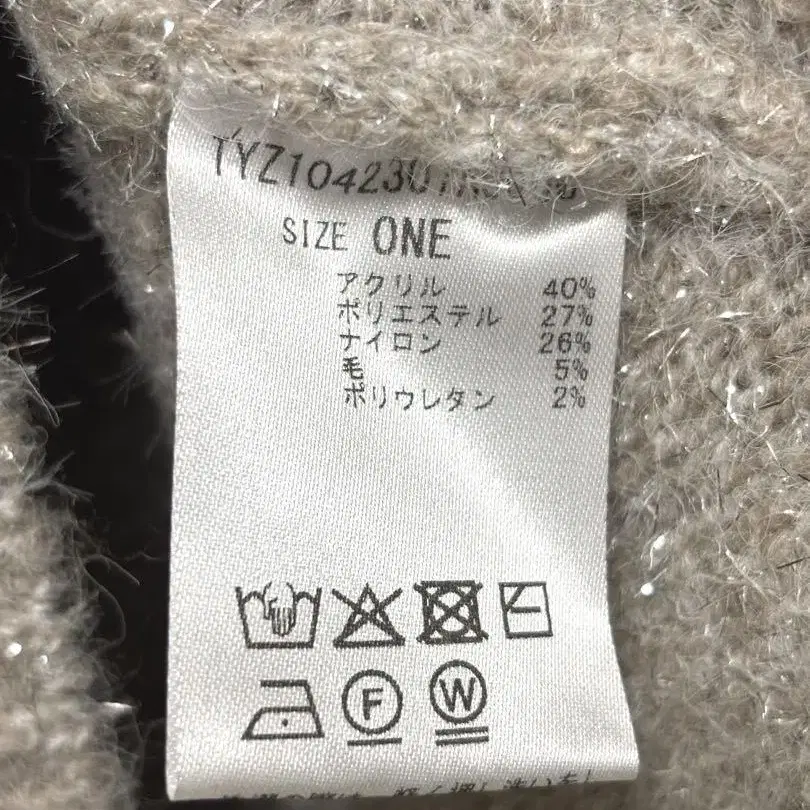 SIZE ONE
アクリル 40%
ポリエステル 27%
ナイロン 26%
毛 5%
ポリウレタン 2%
F W